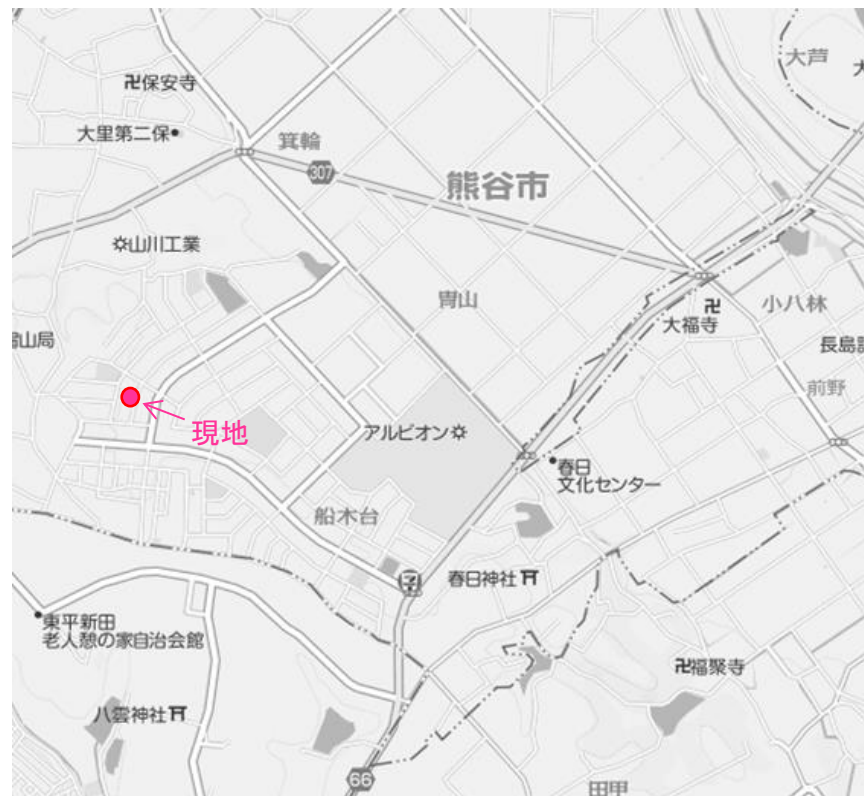 大芦
卍保安寺
大里第二保
箕輪
307
熊谷市
山川工業
冑山
卍
大福寺
小八林
山局
長島
前野
現地
アルビオン
春日
文化センター
船木台
春日神社
東平新田
老人憩の家自治会館
卍福聚寺
八雲神社
66
田甲